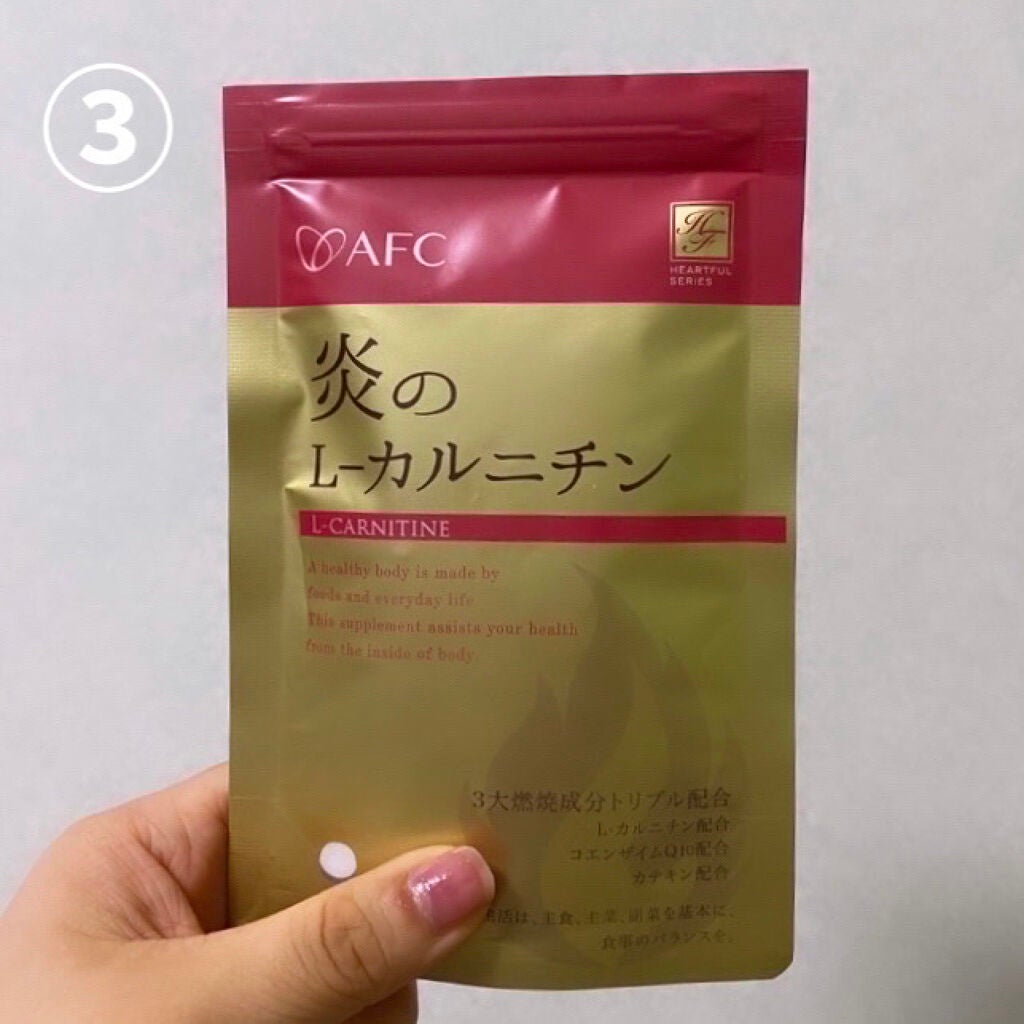 3
AFC
HF
HEARTFUL
SERIES
炎の
L-カルニチン
L-CARNITINE
A healthy body is made by
foods and everyday life.
This supplement assists your health
from the inside of body.
3大燃焼成分トリプル配合
L-カルニチン配合
コエンザイムQ10配合
カテキン配合
活は、主食、主菜、副菜を基本に、
食事のバランスを。